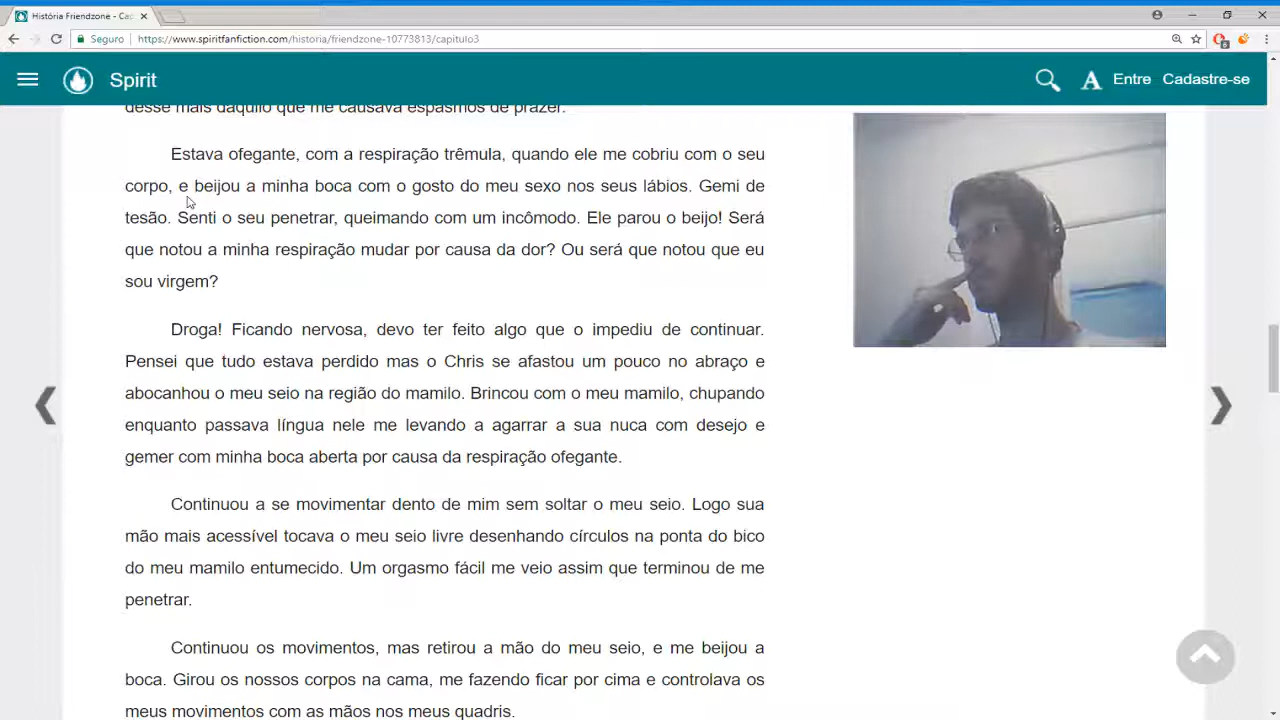 História Friendzone - Cap
Seguro
https://www.spiritfanfiction.com/historia/friendzone-10773813/capitulo3
6
Spirit
A Entre Cadastre-se
desse mais daquilo que me causava espasmos de prazer.
Estava ofegante, com a respiração trêmula, quando ele me cobriu com o seu
corpo, e beijou a minha boca com o gosto do meu sexo nos seus lábios. Gemi de
tesão. Senti o seu penetrar, queimando com um incômodo. Ele parou o beijo! Será
que notou a minha respiração mudar por causa da dor? Ou será que notou que eu
sou virgem?
Droga! Ficando nervosa, devo ter feito algo que o impediu de continuar.
Pensei que tudo estava perdido mas o Chris se afastou um pouco no abraço e
abocanhou o meu seio na região do mamilo. Brincou com o meu mamilo, chupando
enquanto passava língua nele me levando a agarrar a sua nuca com desejo e
gemer com minha boca aberta por causa da respiração ofegante.
Continuou a se movimentar dento de mim sem soltar o meu seio. Logo sua
mão mais acessível tocava o meu seio livre desenhando círculos na ponta do bico
do meu mamilo entumecido. Um orgasmo fácil me veio assim que terminou de me
penetrar.
Continuou os movimentos, mas retirou a mão do meu seio, e me beijou a
boca. Girou os nossos corpos na cama, me fazendo ficar por cima e controlava os
meus movimentos com as mãos nos meus quadris.